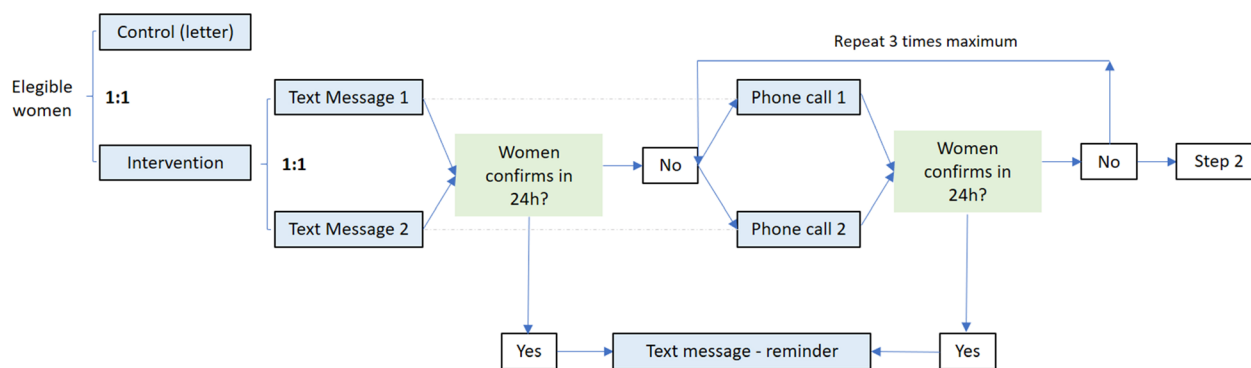 Control (letter)
Elegible
women
1:1
Intervention
Text Message 1
1:1
Text Message 2
Women
confirms in
24h?
No
Repeat 3 times maximum
Phone call 1
Phone call 2
Women
confirms in
24h?
No
Step 2
Yes
Text message - reminder
Yes